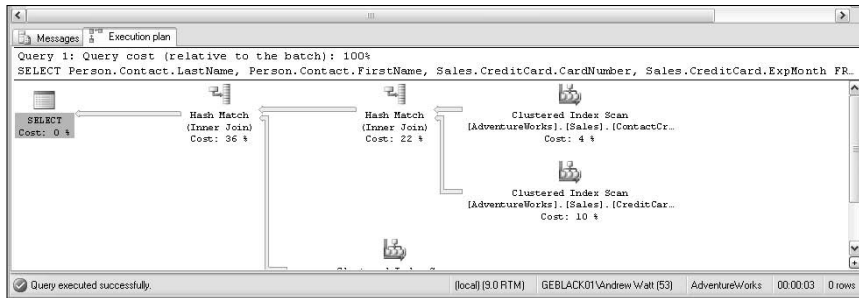 Messages
Execution plan
Query 1: Query cost (relative to the batch): 100%
SELECT Person.Contact.LastName, Person.Contact.FirstName, Sales.CreditCard.CardNumber, Sales.CreditCard.ExpMonth FR…
SELECT
Cost: 0 %
Hash Match
(Inner Join)
Cost: 36 %
Hash Match
(Inner Join)
Cost: 22 %
Clustered Index Scan
[AdventureWorks].[Sales].[ContactCr…
Cost: 4 %
Clustered Index Scan
[AdventureWorks].[Sales].[CreditCar…
Cost: 10 %
Query executed successfully.
(local) (9.0 RTM)
GEBLACK01\Andrew Watt (53)
AdventureWorks
00:00:03
0 rows